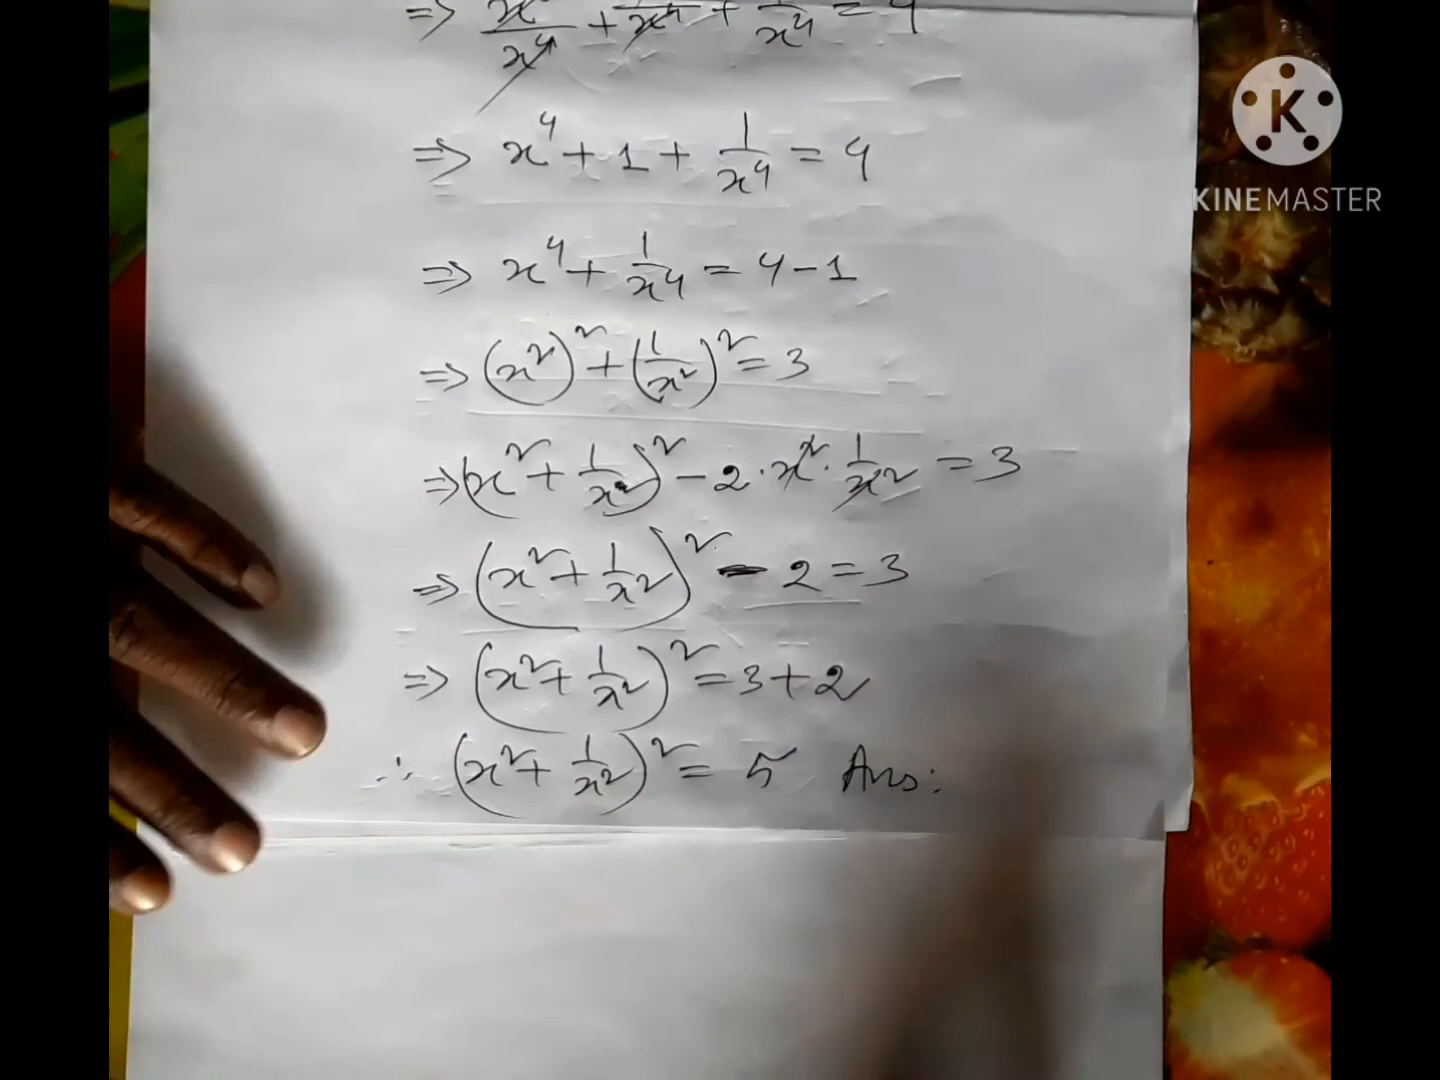 ⇒ x⁴ + 1 + 1/x⁴ = 4
⇒ x⁴ + 1/x⁴ = 4 - 1
⇒ (x²)² + (1/x²)² = 3
⇒ (x² + 1/x²)² - 2 · x² · 1/x² = 3
⇒ (x² + 1/x²)² - 2 = 3
⇒ (x² + 1/x²)² = 3 + 2
∴ (x² + 1/x²)² = 5 Ans:
K
KINEMASTER